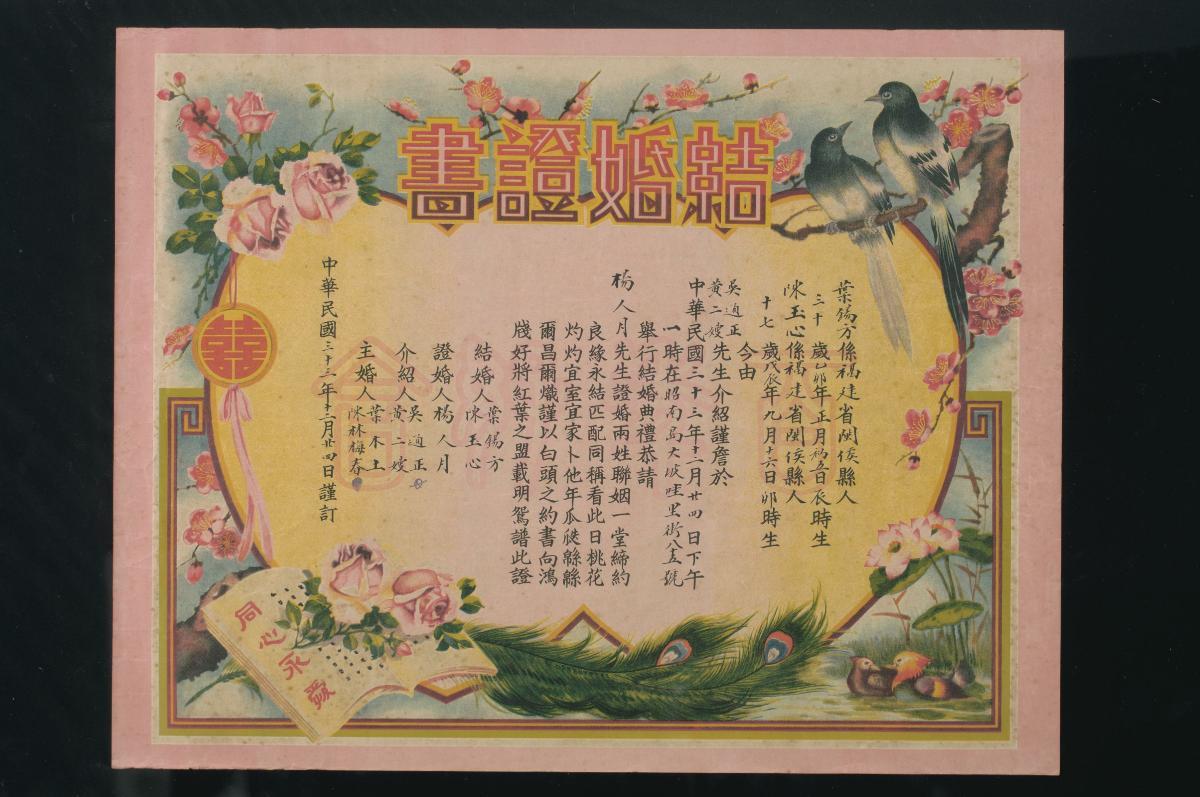 結婚證書
葉錫方係福建省閩侯縣人
三十歲乙卯年正月初五日辰時生
陳玉心係福建省閩侯縣人
十七歲戊辰年九月十六日卯時生
今由
吳適正
黃二嫂先生介紹謹詹於
中華民國三十三年十二月廿四日下午
一時在昭南島大坡哇里街八五號
舉行結婚典禮恭請
楊人月先生證婚兩姓聯姻一堂締約
良緣永結匹配同稱看此日桃花
灼灼宜室宜家卜他年瓜瓞緜緜
爾昌爾熾謹以白頭之約書向鴻
牋好將紅葉之盟載明鴛譜此證
結婚人葉錫方
陳玉心
證婚人楊人月
介紹人吳適正
黃二嫂
主婚人葉木土
陳林梅春
中華民國三十三年十二月廿四日謹訂
囍
同心永愛